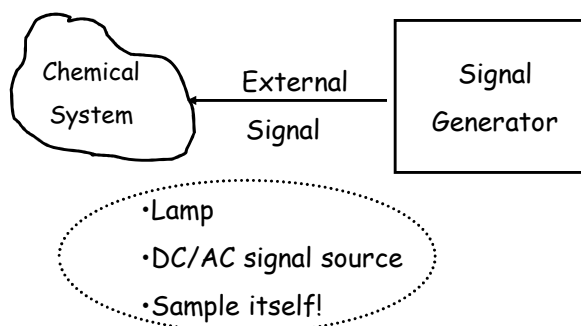 Chemical
System
External
Signal
Signal
Generator
•Lamp
•DC/AC signal source
•Sample itself!